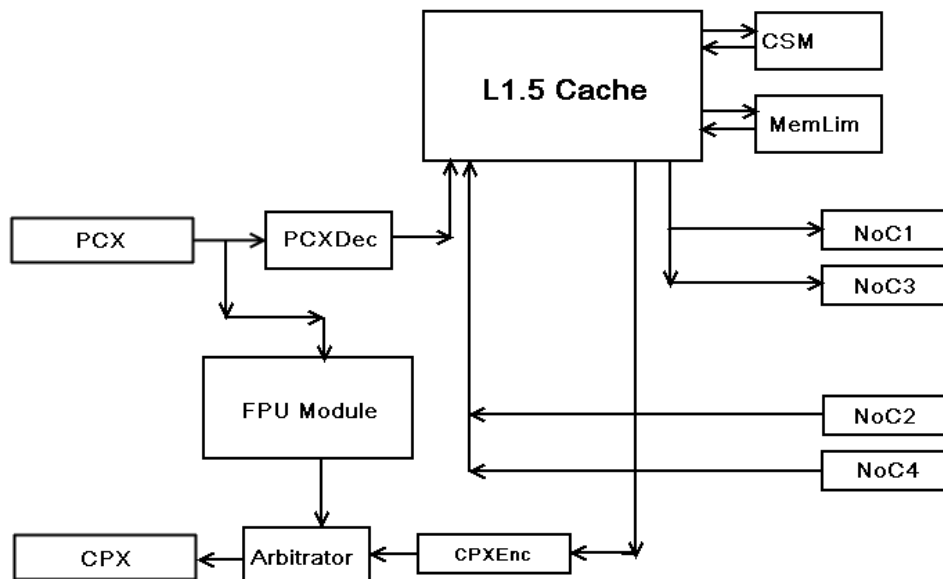 CSM
L1.5 Cache
MemLim
PCX
PCXDec
NoC1
NoC3
FPU Module
NoC2
NoC4
CPX
Arbitrator
CPXEnc